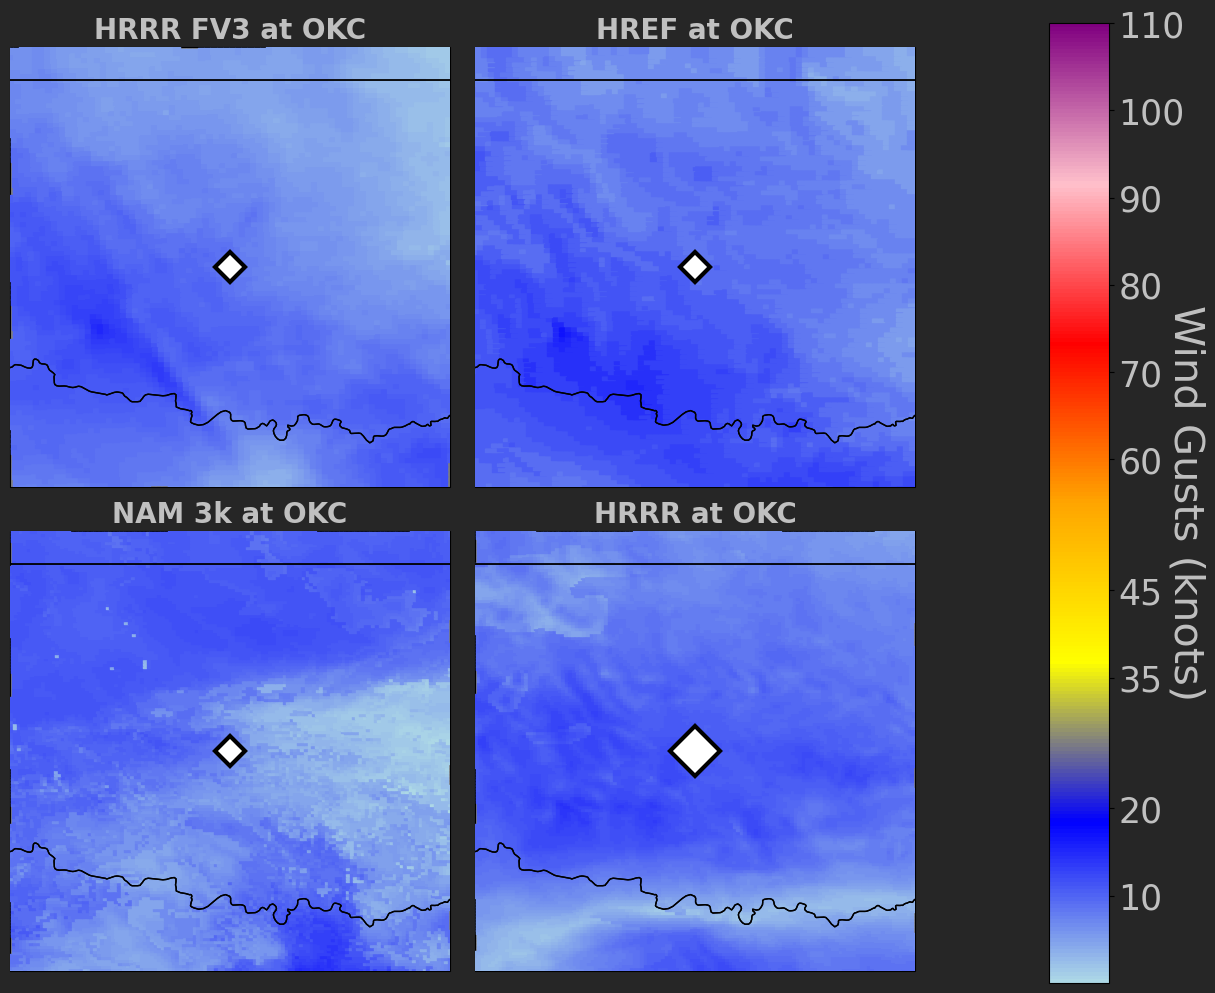 HRRR FV3 at OKC
HREF at OKC
NAM 3k at OKC
HRRR at OKC
110
100
90
80
70
60
45
35
20
10
Wind Gusts (knots)